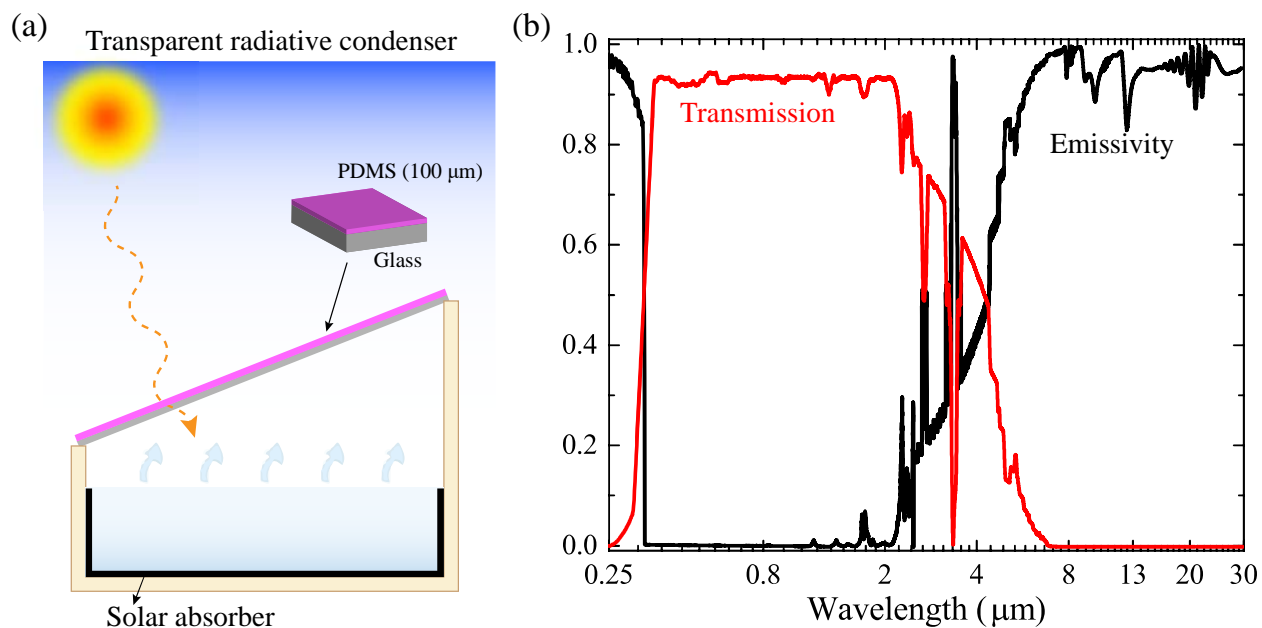 (a)
Transparent radiative condenser
PDMS (100 μm)
Glass
Solar absorber
(b)
1.0
0.8
0.6
0.4
0.2
0.0
Transmission
Emissivity
0.25 0.8 2 4 8 13 20 30
Wavelength (μm)